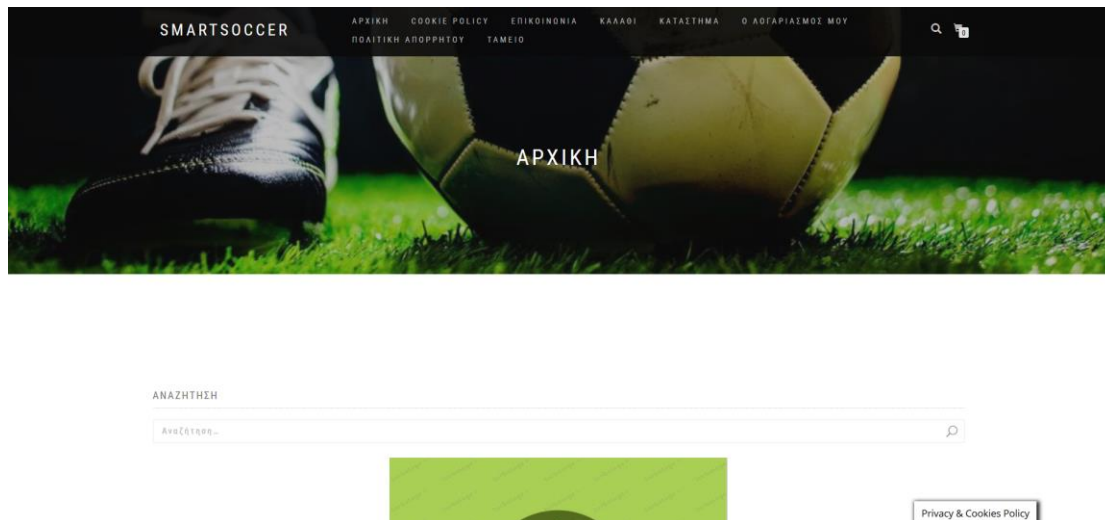 SMARTSOCCER
ΑΡΧΙΚΗ COOKIE POLICY ΕΠΙΚΟΙΝΩΝΙΑ ΚΑΛΑΘΙ ΚΑΤΑΣΤΗΜΑ Ο ΛΟΓΑΡΙΑΣΜΟΣ ΜΟΥ
ΠΟΛΙΤΙΚΗ ΑΠΟΡΡΗΤΟΥ ΤΑΜΕΙΟ
0
ΑΡΧΙΚΗ
ΑΝΑΖΗΤΗΣΗ
Αναζήτηση…
Privacy & Cookies Policy